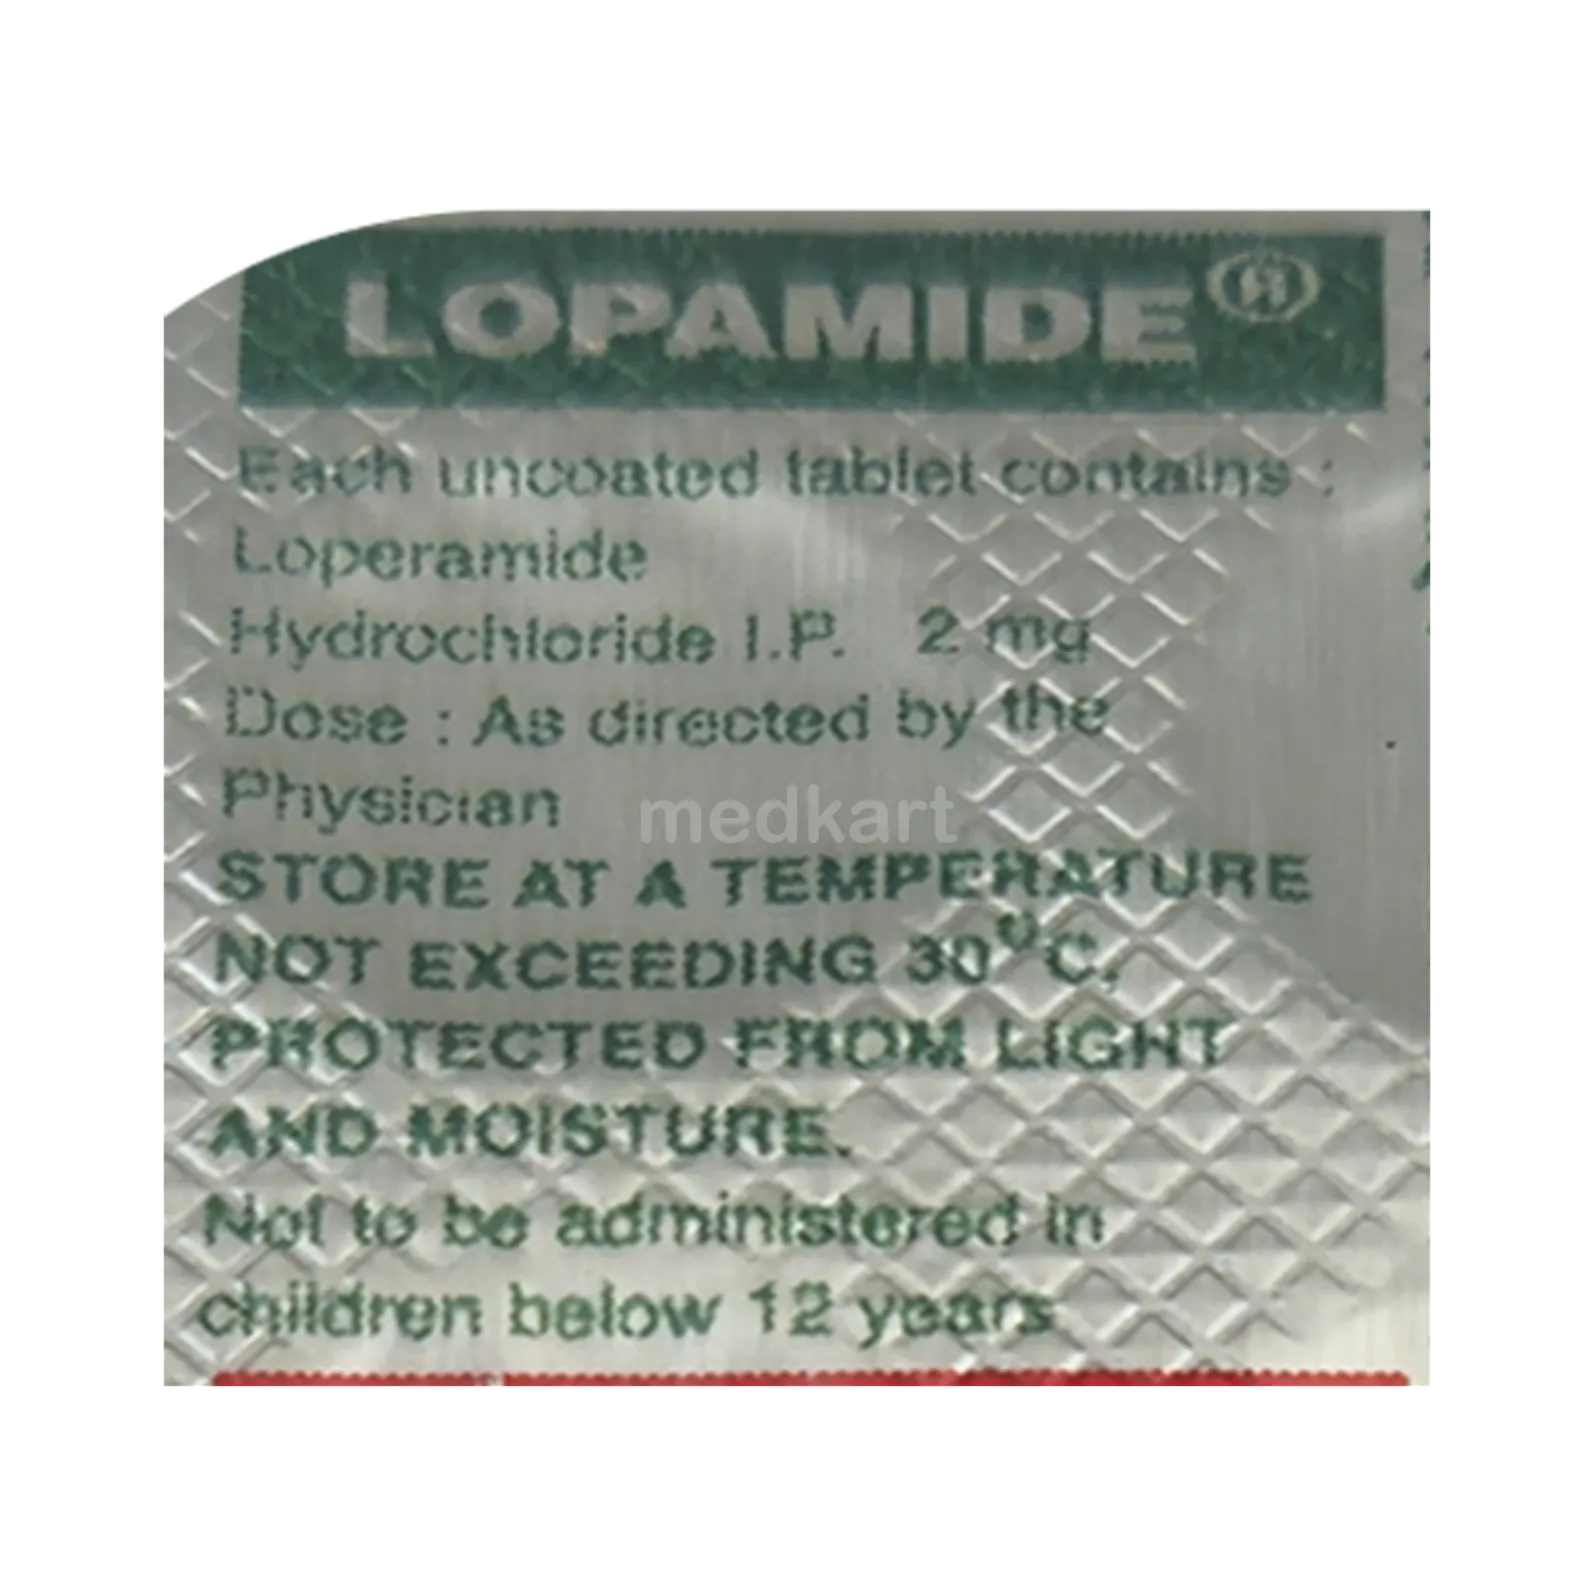 LOPAMIDE®
Each uncoated tablet contains :
Loperamide
Hydrochloride I.P. 2 mg
Dose : As directed by the
Physician
medkart
STORE AT A TEMPERATURE
NOT EXCEEDING 30°C,
PROTECTED FROM LIGHT
AND MOISTURE.
Not to be administered in
children below 12 years